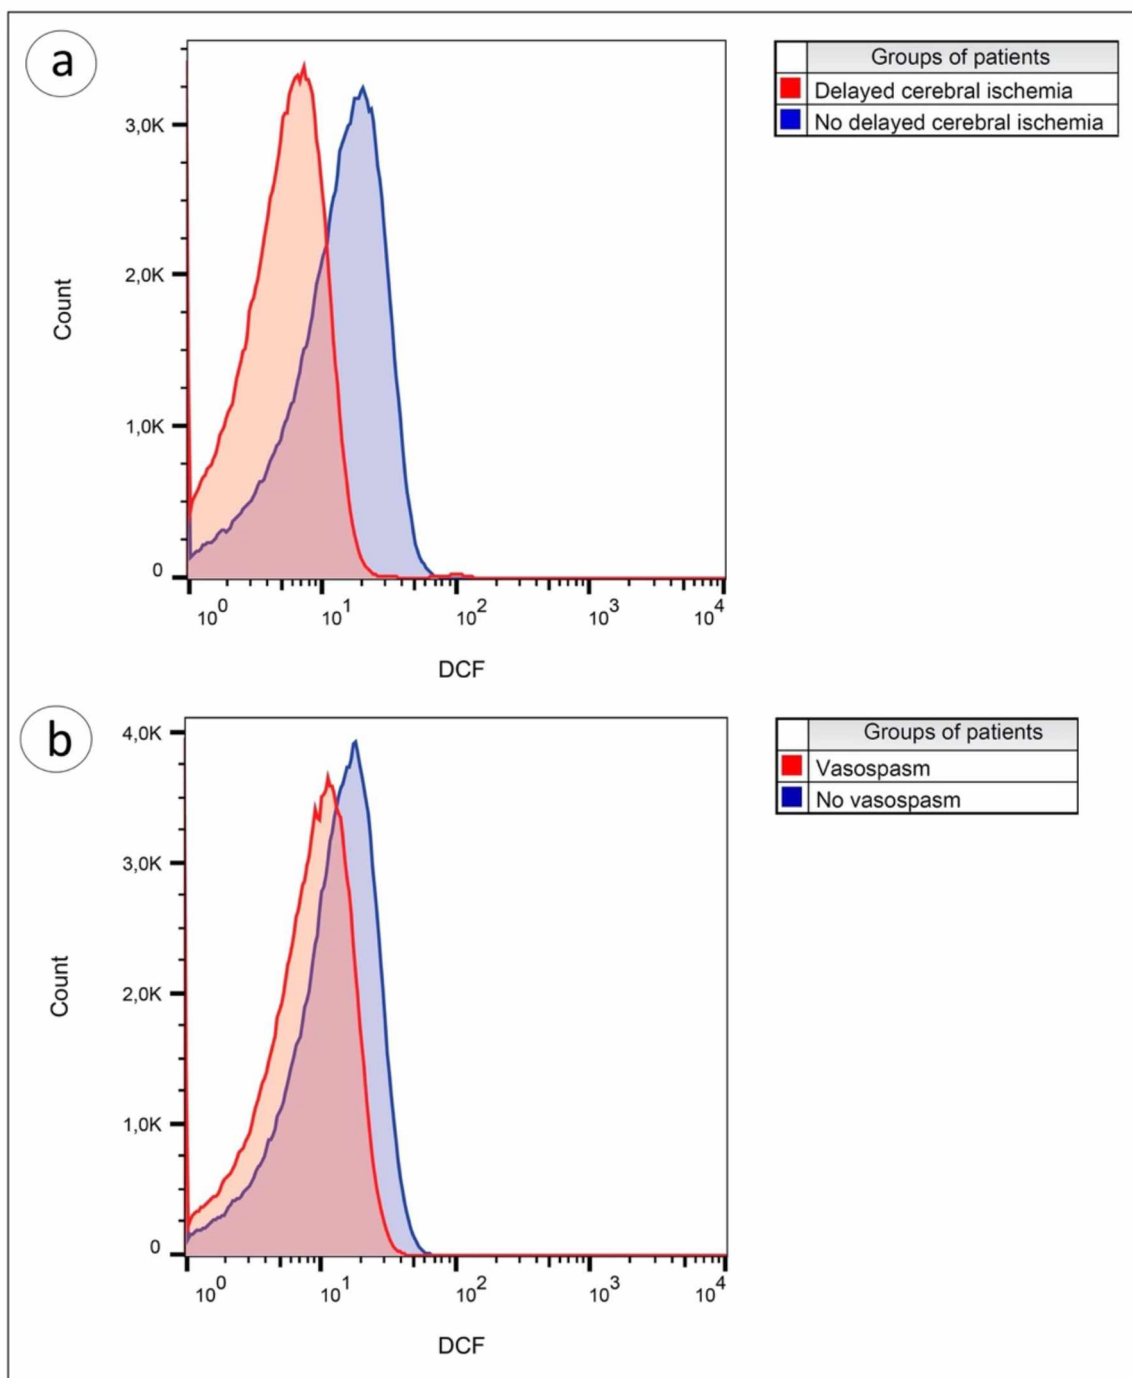 a
Groups of patients
Delayed cerebral ischemia
No delayed cerebral ischemia
3,0K
2,0K
1,0K
0
Count
10^0 10^1 10^2 10^3 10^4
DCF
b
Groups of patients
Vasospasm
No vasospasm
4,0K
3,0K
2,0K
1,0K
0
Count
10^0 10^1 10^2 10^3 10^4
DCF